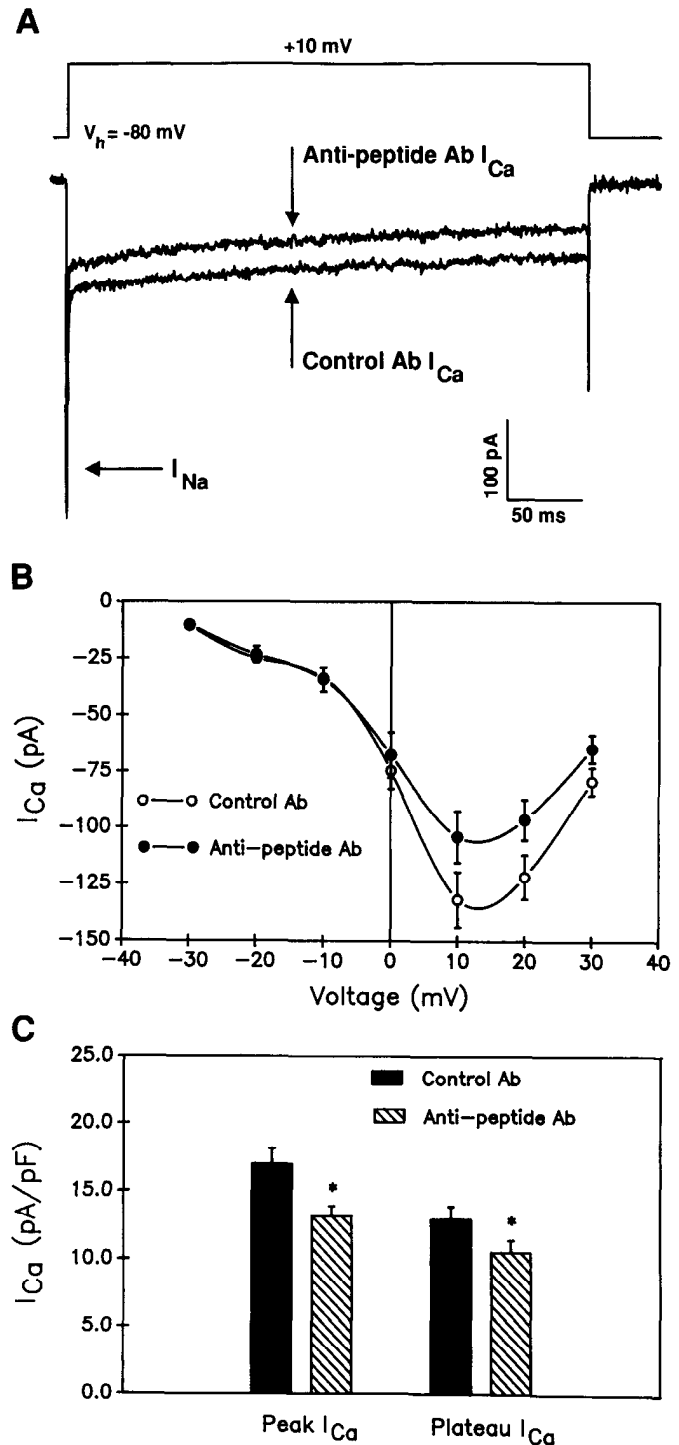 A
+10 mV
V_h = -80 mV
Anti-peptide Ab I_Ca
Control Ab I_Ca
I_Na
100 pA
50 ms
B
0
−25
−50
−75
−100
−125
−150
I_Ca (pA)
Control Ab
Anti−peptide Ab
−40 −30 −20 −10 0 10 20 30 40
Voltage (mV)
C
25.0
20.0
15.0
10.0
5.0
0.0
I_Ca (pA/pF)
Control Ab
Anti−peptide Ab
* *
Peak I_Ca Plateau I_Ca